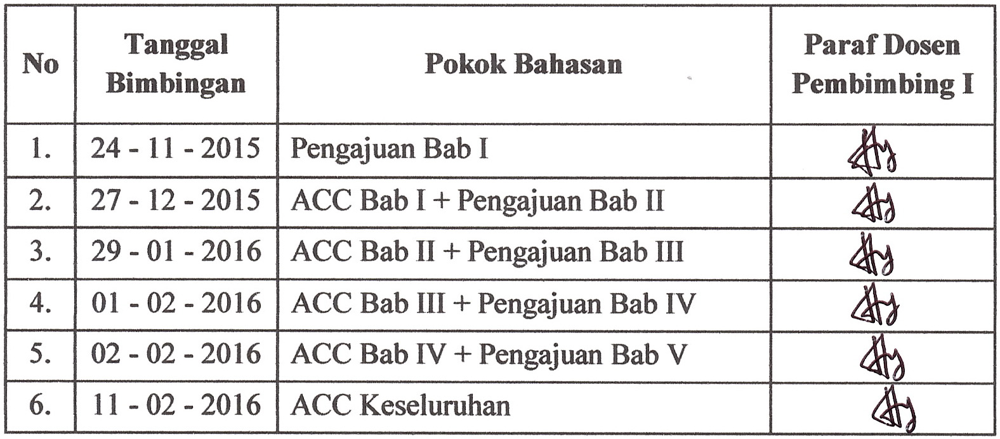 No
Tanggal
Bimbingan
Pokok Bahasan
Paraf Dosen
Pembimbing I
1. 24 - 11 - 2015 Pengajuan Bab I
2. 27 - 12 - 2015 ACC Bab I + Pengajuan Bab II
3. 29 - 01 - 2016 ACC Bab II + Pengajuan Bab III
4. 01 - 02 - 2016 ACC Bab III + Pengajuan Bab IV
5. 02 - 02 - 2016 ACC Bab IV + Pengajuan Bab V
6. 11 - 02 - 2016 ACC Keseluruhan